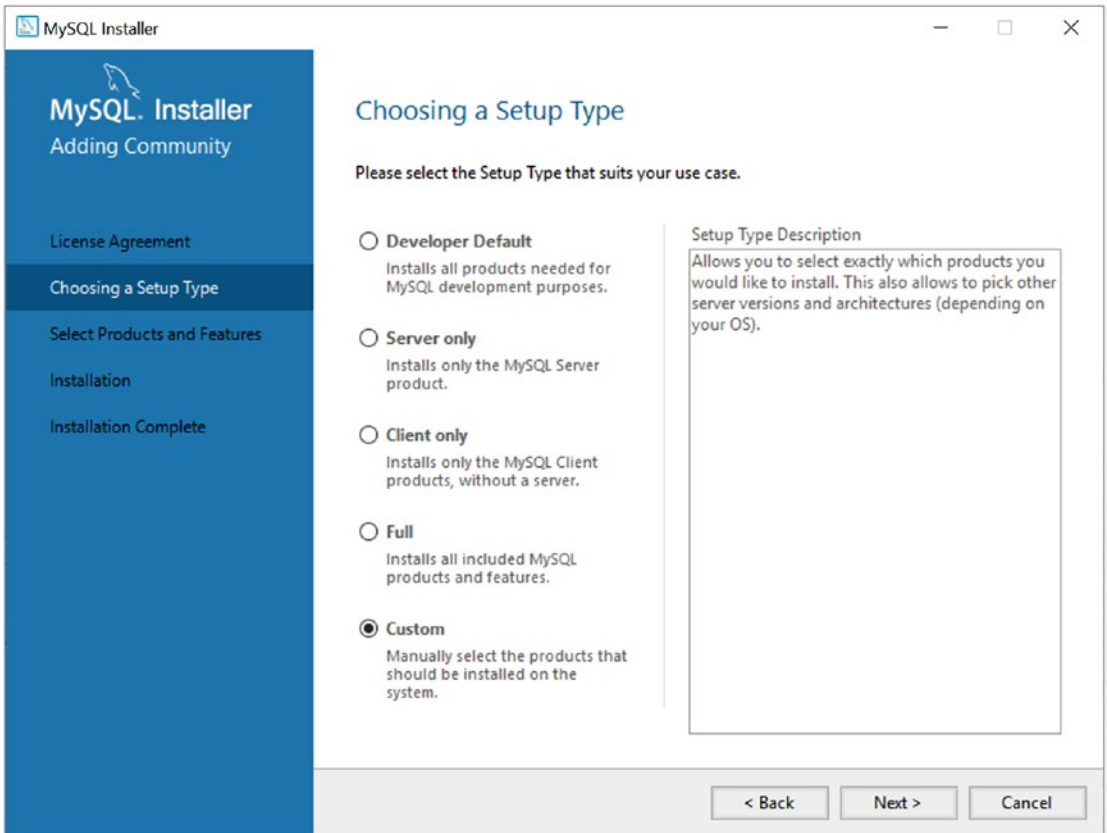 MySQL Installer
MySQL. Installer
Adding Community
License Agreement
Choosing a Setup Type
Select Products and Features
Installation
Installation Complete
Choosing a Setup Type
Please select the Setup Type that suits your use case.
Developer Default
Installs all products needed for
MySQL development purposes.
Server only
Installs only the MySQL Server
product.
Client only
Installs only the MySQL Client
products, without a server.
Full
Installs all included MySQL
products and features.
Custom
Manually select the products that
should be installed on the
system.
Setup Type Description
Allows you to select exactly which products you
would like to install. This also allows to pick other
server versions and architectures (depending on
your OS).
< Back
Next >
Cancel